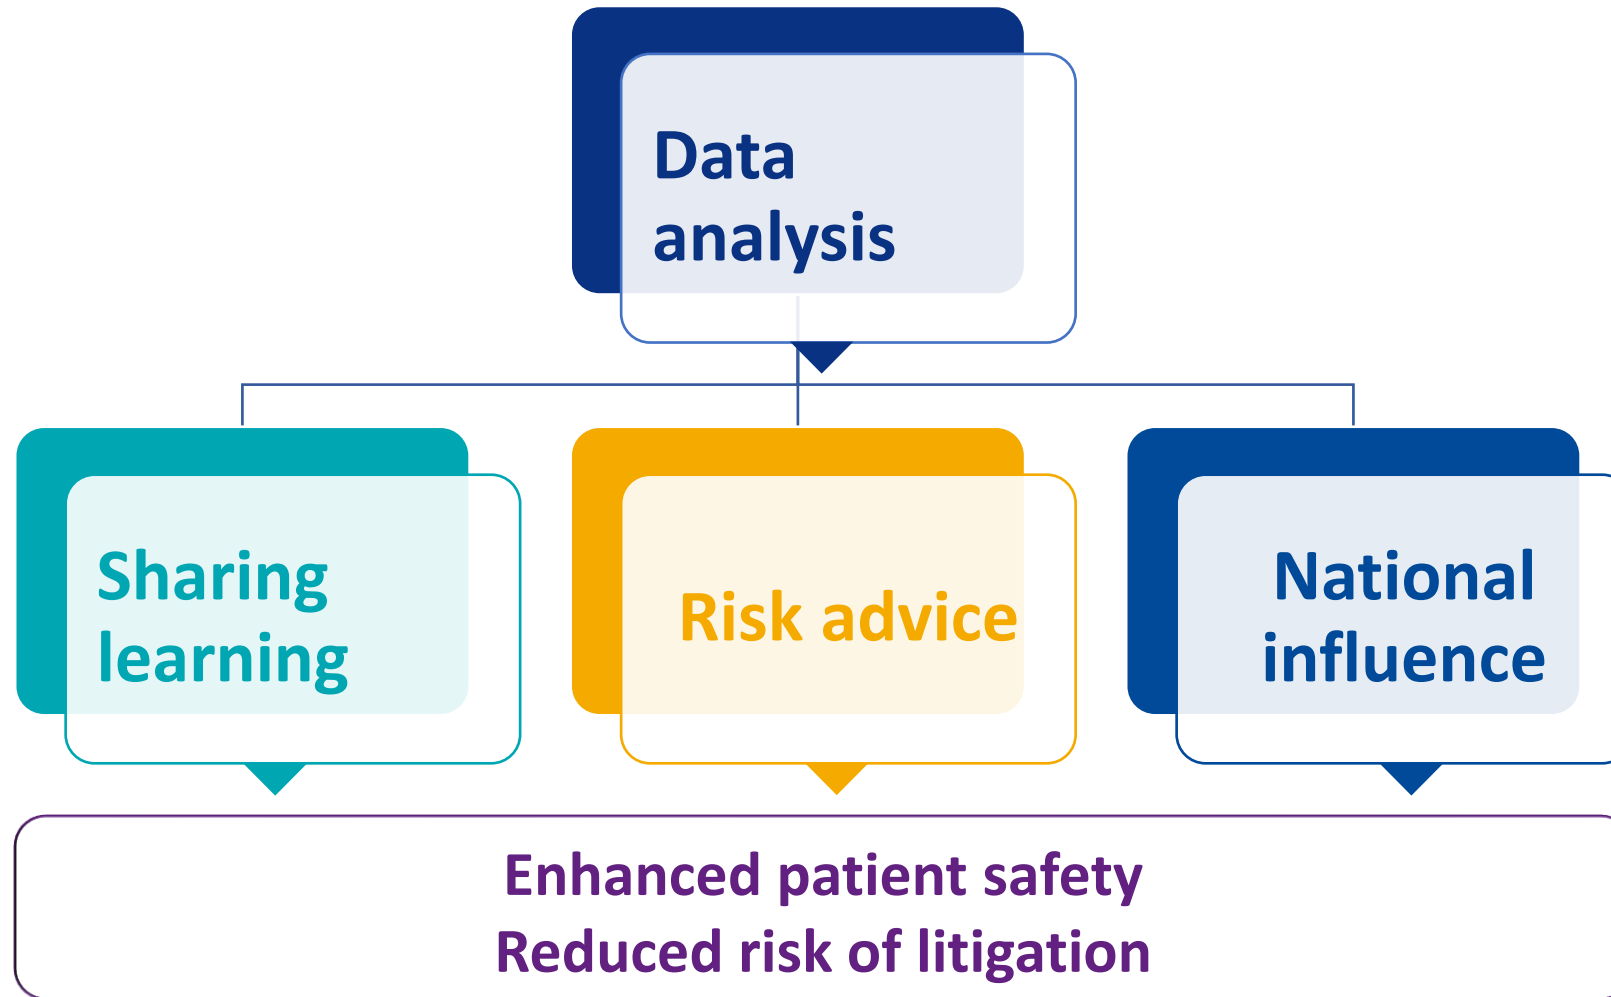 Data
analysis
Sharing
learning
Risk advice
National
influence
Enhanced patient safety
Reduced risk of litigation